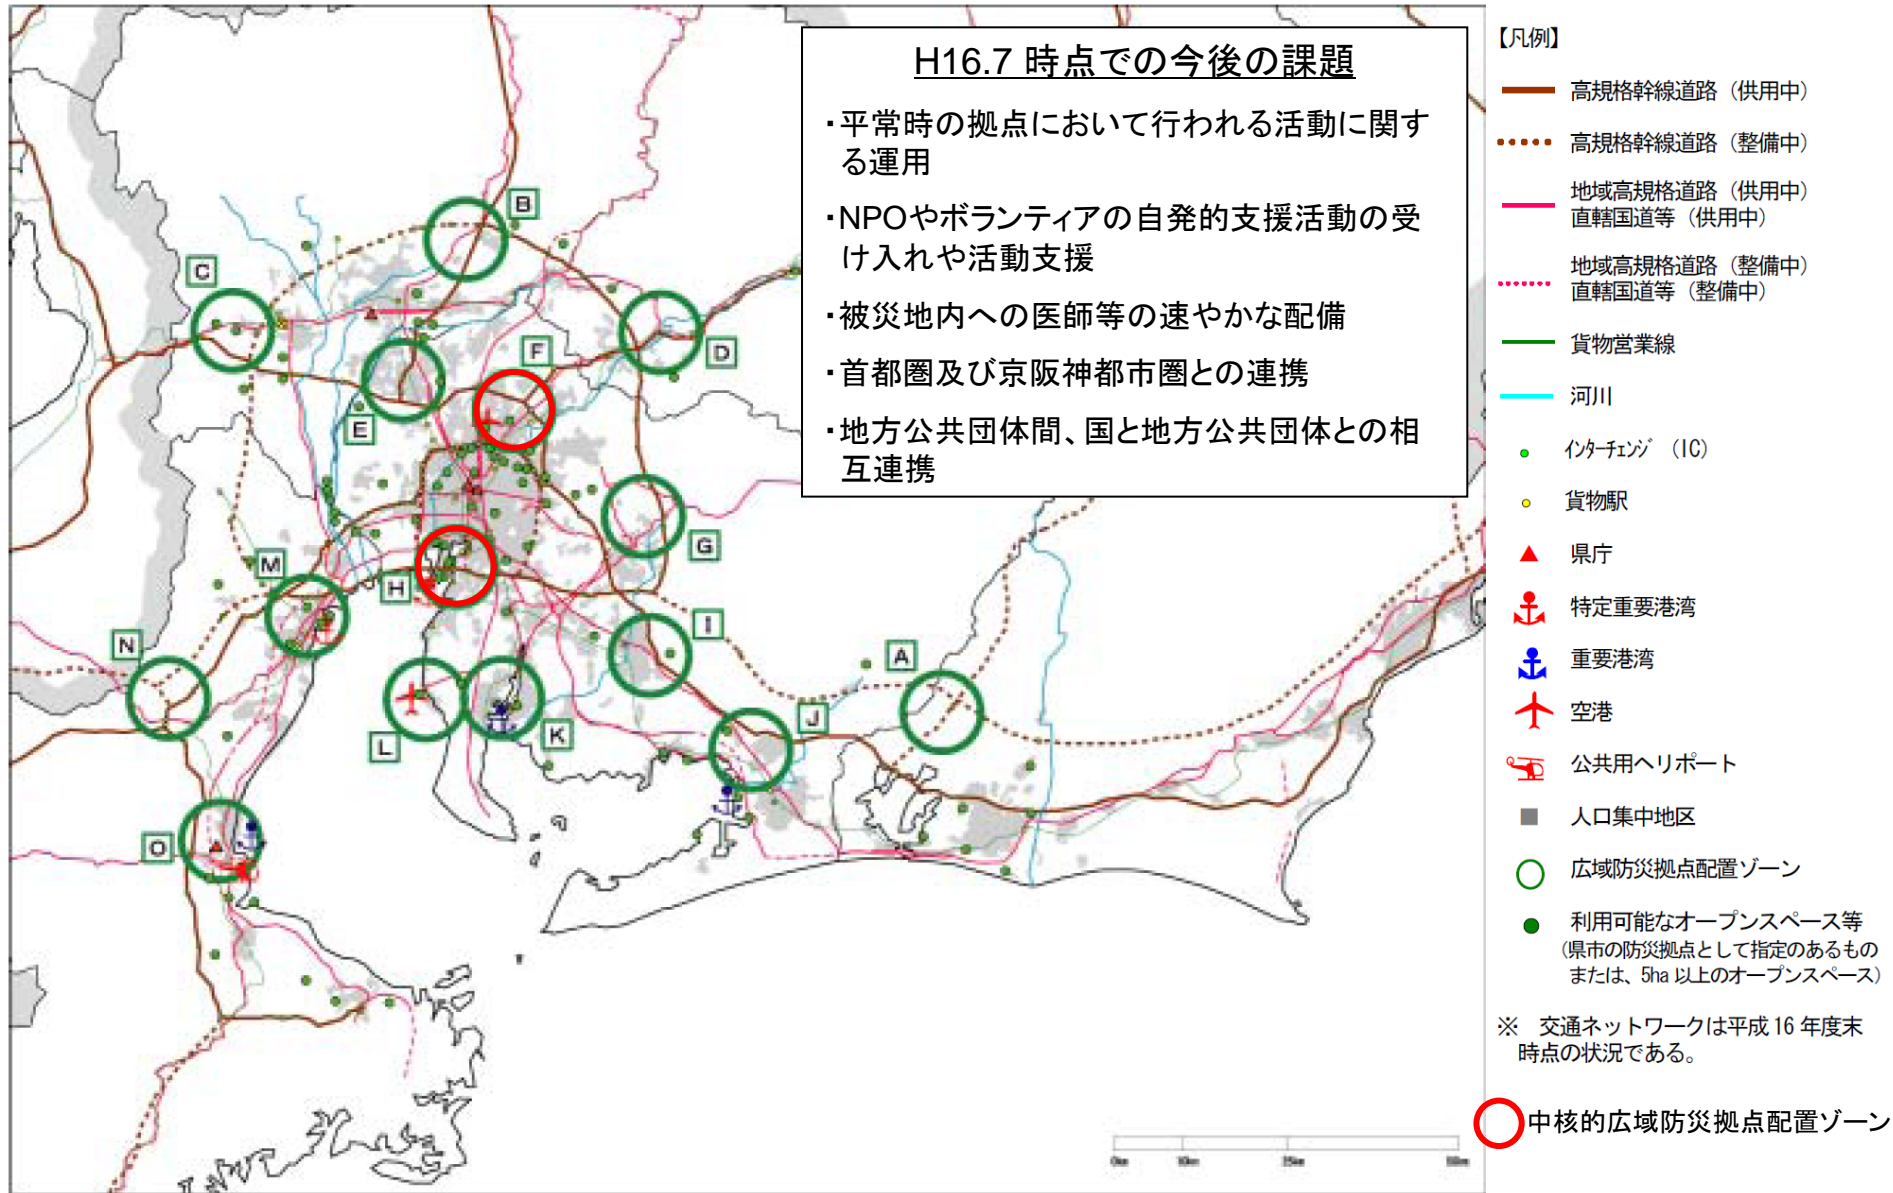 H16.7 時点での今後の課題
・平常時の拠点において行われる活動に関す
る運用
・NPOやボランティアの自発的支援活動の受
け入れや活動支援
・被災地内への医師等の速やかな配備
・首都圏及び京阪神都市圏との連携
・地方公共団体間、国と地方公共団体との相
互連携
B
C
D
F
E
G
M
H
I
N
A
J
L
K
O
0km 10km 25km 50km
【凡例】
高規格幹線道路（供用中）
高規格幹線道路（整備中）
地域高規格道路（供用中）
直轄国道等（供用中）
地域高規格道路（整備中）
直轄国道等（整備中）
貨物営業線
河川
インターチェンジ（IC）
貨物駅
県庁
特定重要港湾
重要港湾
空港
公共用ヘリポート
人口集中地区
広域防災拠点配置ゾーン
利用可能なオープンスペース等
（県市の防災拠点として指定のあるもの
または、5ha 以上のオープンスペース）
※　交通ネットワークは平成 16 年度末
時点の状況である。
中核的広域防災拠点配置ゾーン